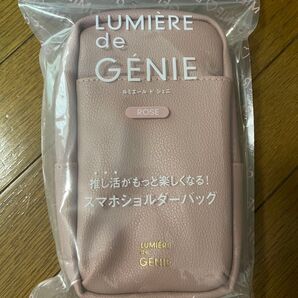 LUMIÈRE
de
GÉNIE
ルミエール ド ジェニ
ROSE
推し活がもっと楽しくなる!
スマホショルダーバッグ
LUMIÈRE
de
GÉNIE